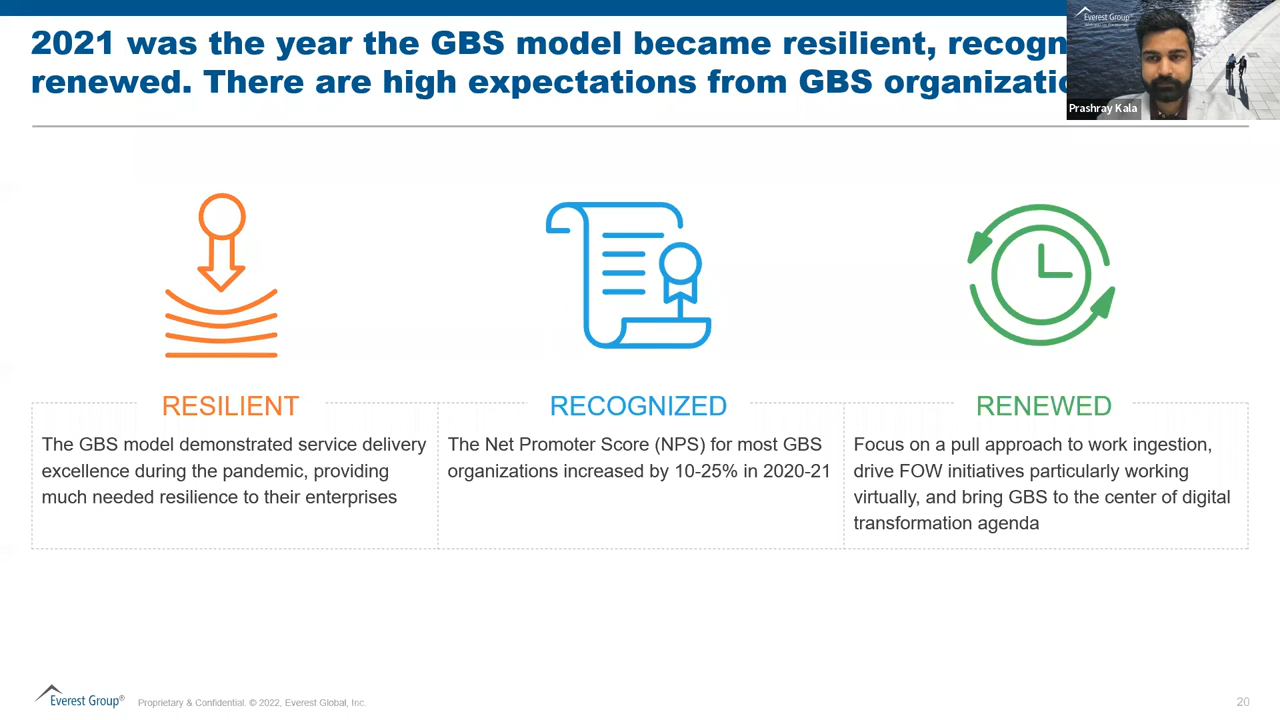 2021 was the year the GBS model became resilient, recogn
renewed. There are high expectations from GBS organizatio
Everest Group
Prashray Kala
RESILIENT
The GBS model demonstrated service delivery
excellence during the pandemic, providing
much needed resilience to their enterprises
RECOGNIZED
The Net Promoter Score (NPS) for most GBS
organizations increased by 10-25% in 2020-21
RENEWED
Focus on a pull approach to work ingestion,
drive FOW initiatives particularly working
virtually, and bring GBS to the center of digital
transformation agenda
Everest Group®
Proprietary & Confidential. © 2022, Everest Global, Inc.
20